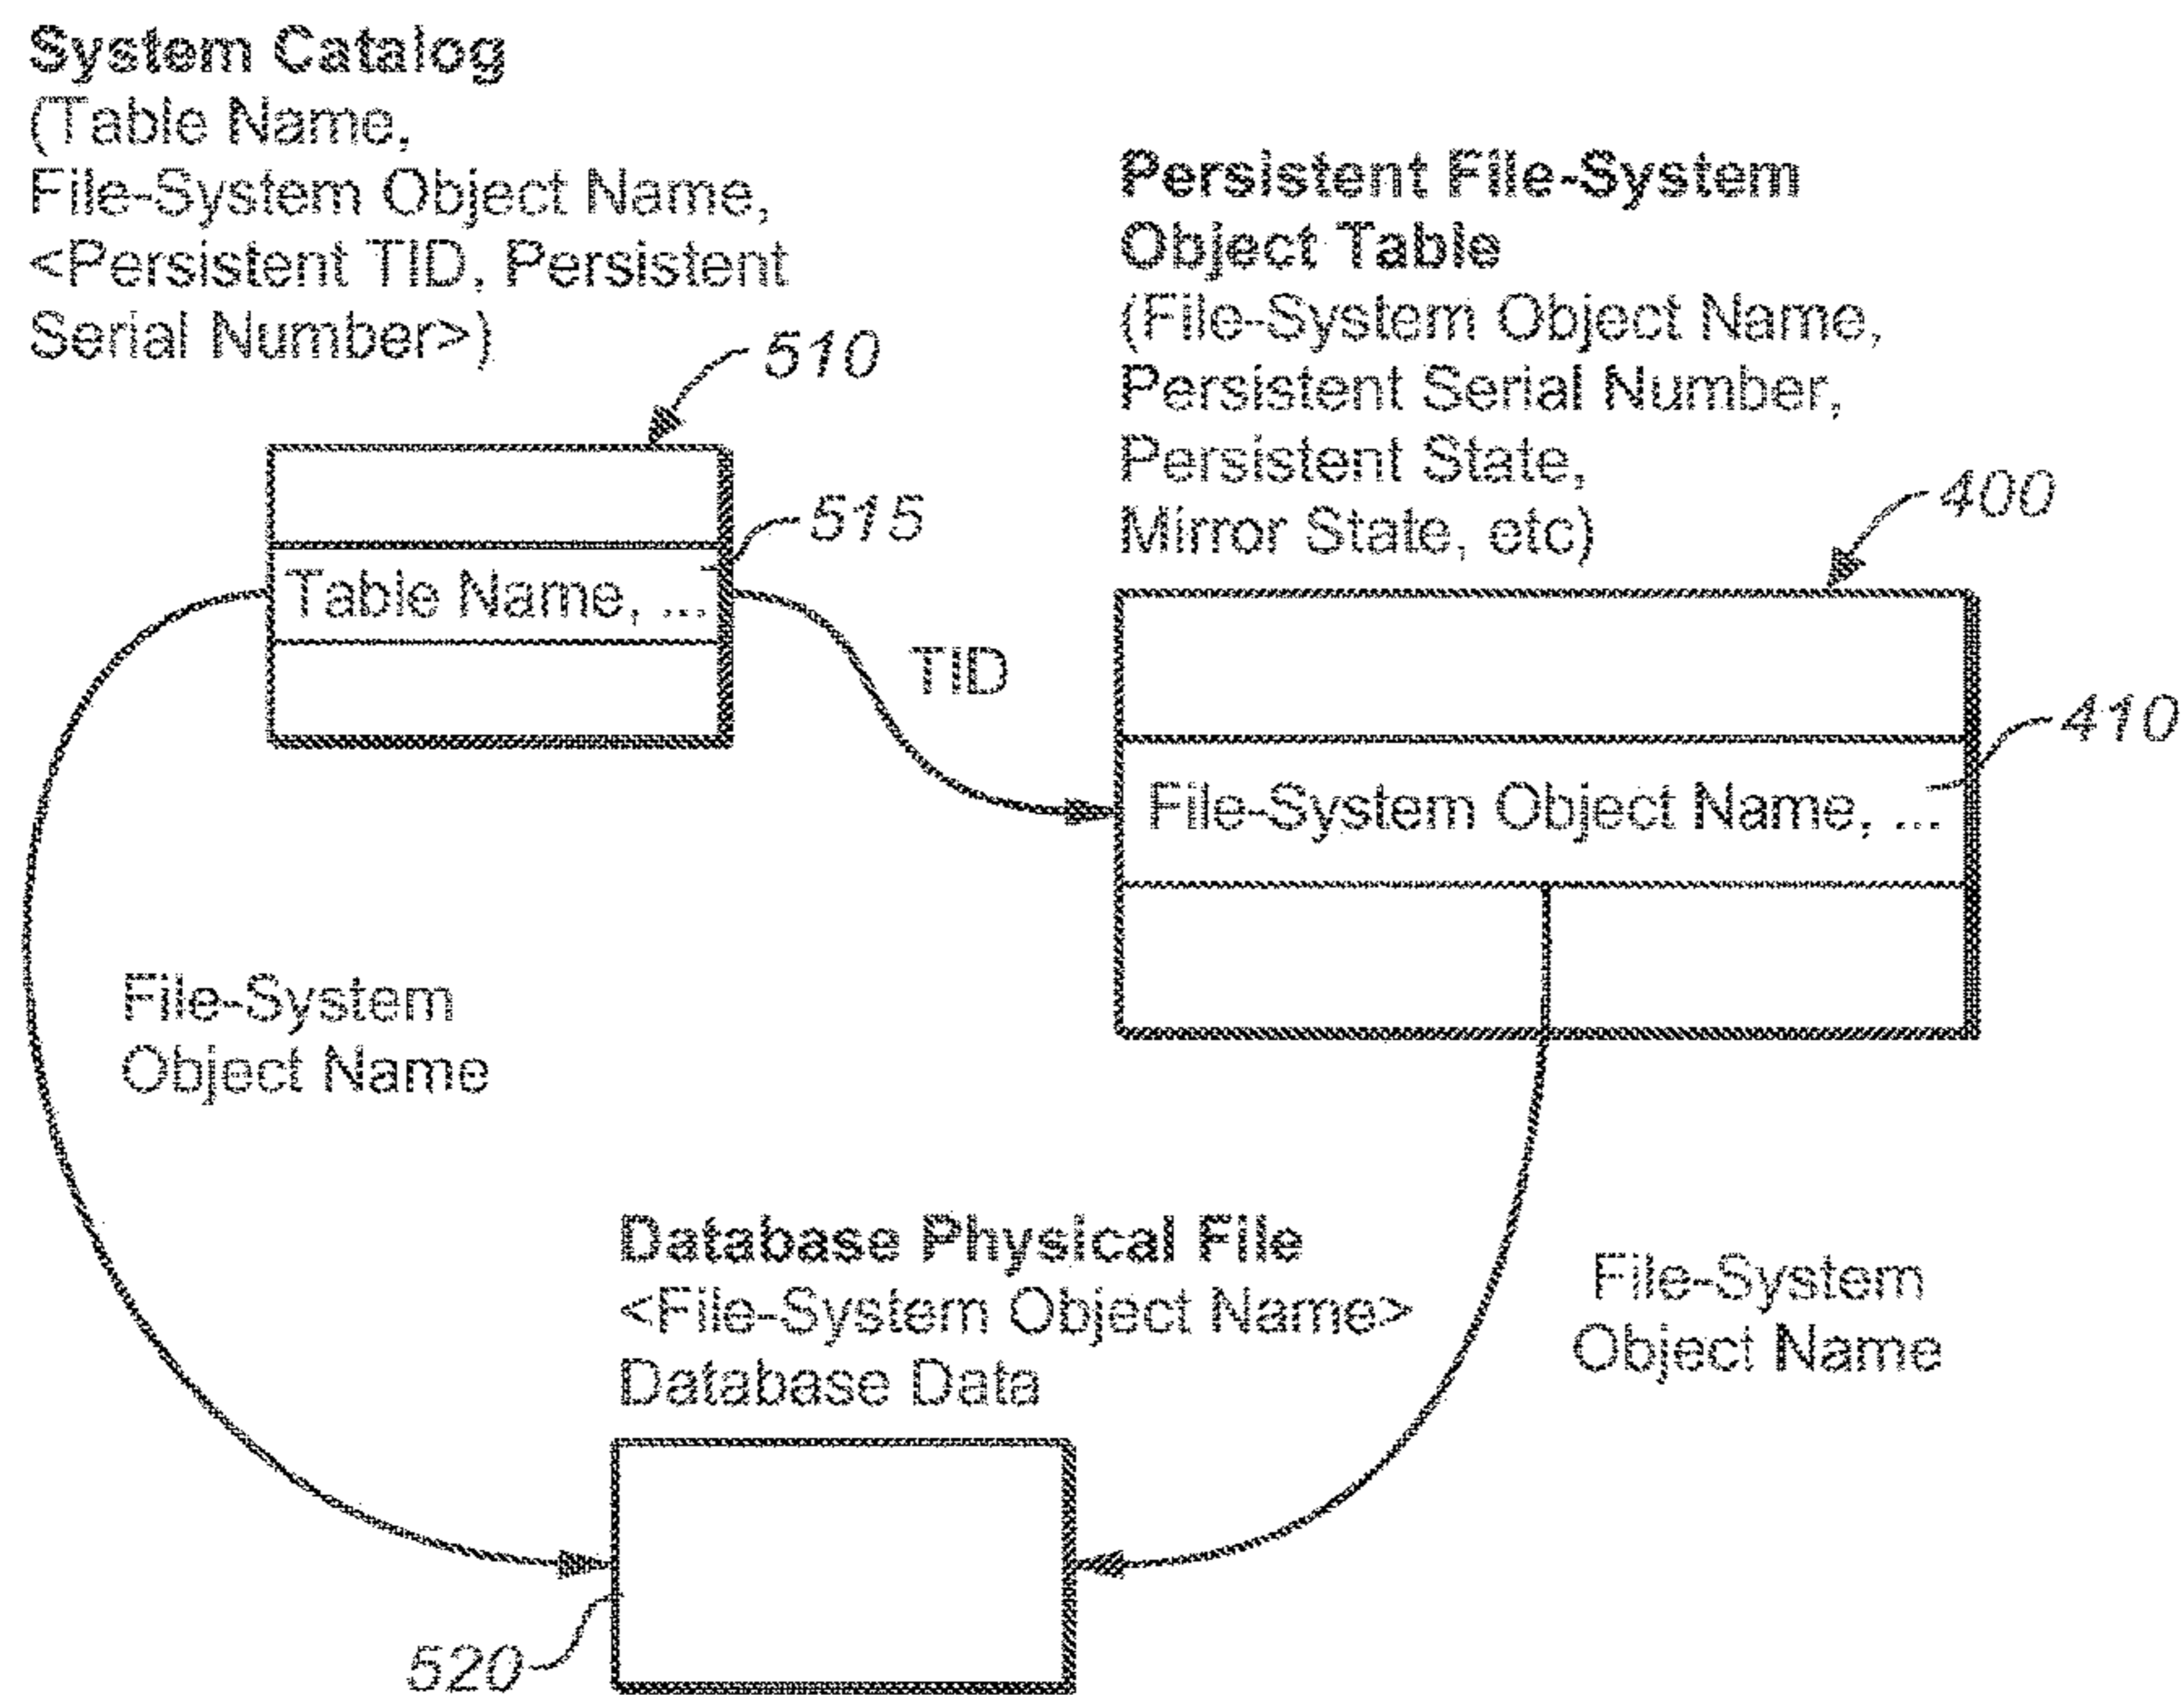 System Catalog
(Table Name,
File-System Object Name,
<Persistent TID, Persistent
Serial Number>)
510
515
Table Name, ...
TID
Persistent File-System
Object Table
(File-System Object Name,
Persistent Serial Number,
Persistent State,
Mirror State, etc)
400
410
File-System Object Name, ...
File-System
Object Name
Database Physical File
<File-System Object Name>
Database Data
File-System
Object Name
520